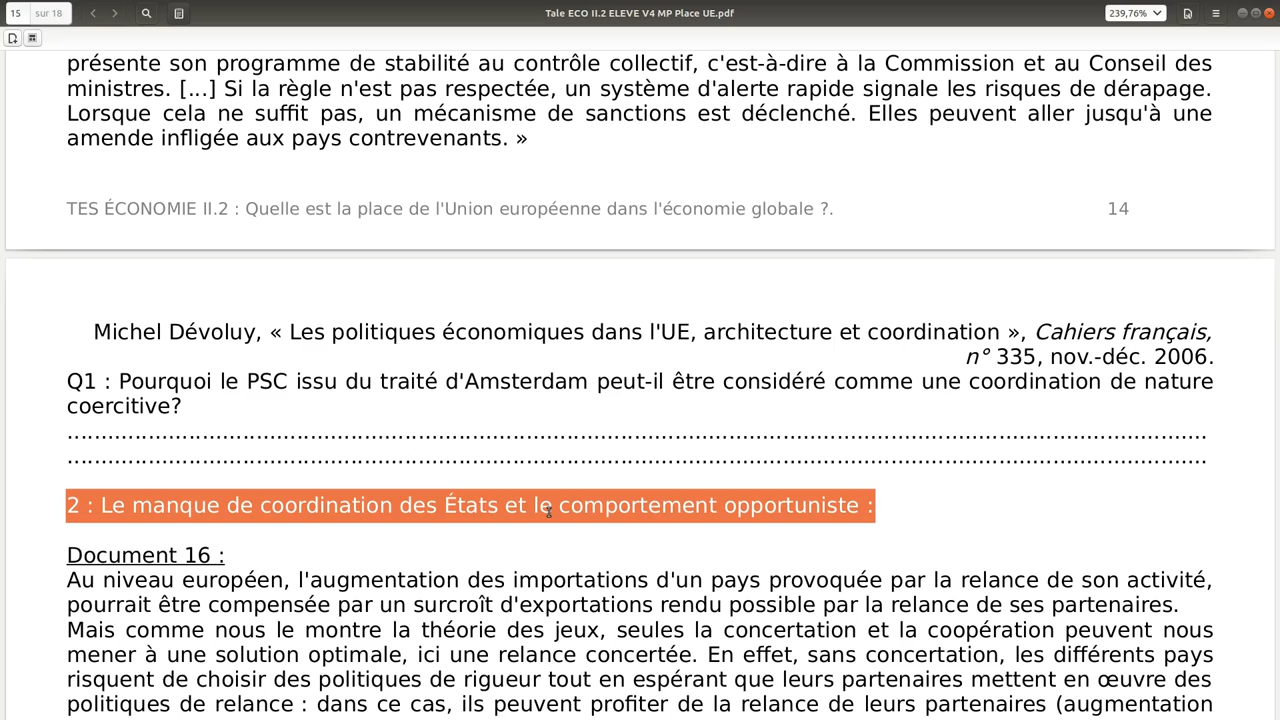 15 sur 18
Tale ECO II.2 ELEVE V4 MP Place UE.pdf
239,76%
présente son programme de stabilité au contrôle collectif, c'est-à-dire à la Commission et au Conseil des
ministres. [...] Si la règle n'est pas respectée, un système d'alerte rapide signale les risques de dérapage.
Lorsque cela ne suffit pas, un mécanisme de sanctions est déclenché. Elles peuvent aller jusqu'à une
amende infligée aux pays contrevenants. »
TES ÉCONOMIE II.2 : Quelle est la place de l'Union européenne dans l'économie globale ?. 14
Michel Dévoluy, « Les politiques économiques dans l'UE, architecture et coordination », Cahiers français,
n° 335, nov.-déc. 2006.
Q1 : Pourquoi le PSC issu du traité d'Amsterdam peut-il être considéré comme une coordination de nature
coercitive?
2 : Le manque de coordination des États et le comportement opportuniste :
Document 16 :
Au niveau européen, l'augmentation des importations d'un pays provoquée par la relance de son activité,
pourrait être compensée par un surcroît d'exportations rendu possible par la relance de ses partenaires.
Mais comme nous le montre la théorie des jeux, seules la concertation et la coopération peuvent nous
mener à une solution optimale, ici une relance concertée. En effet, sans concertation, les différents pays
risquent de choisir des politiques de rigueur tout en espérant que leurs partenaires mettent en œuvre des
politiques de relance : dans ce cas, ils peuvent profiter de la relance de leurs partenaires (augmentation